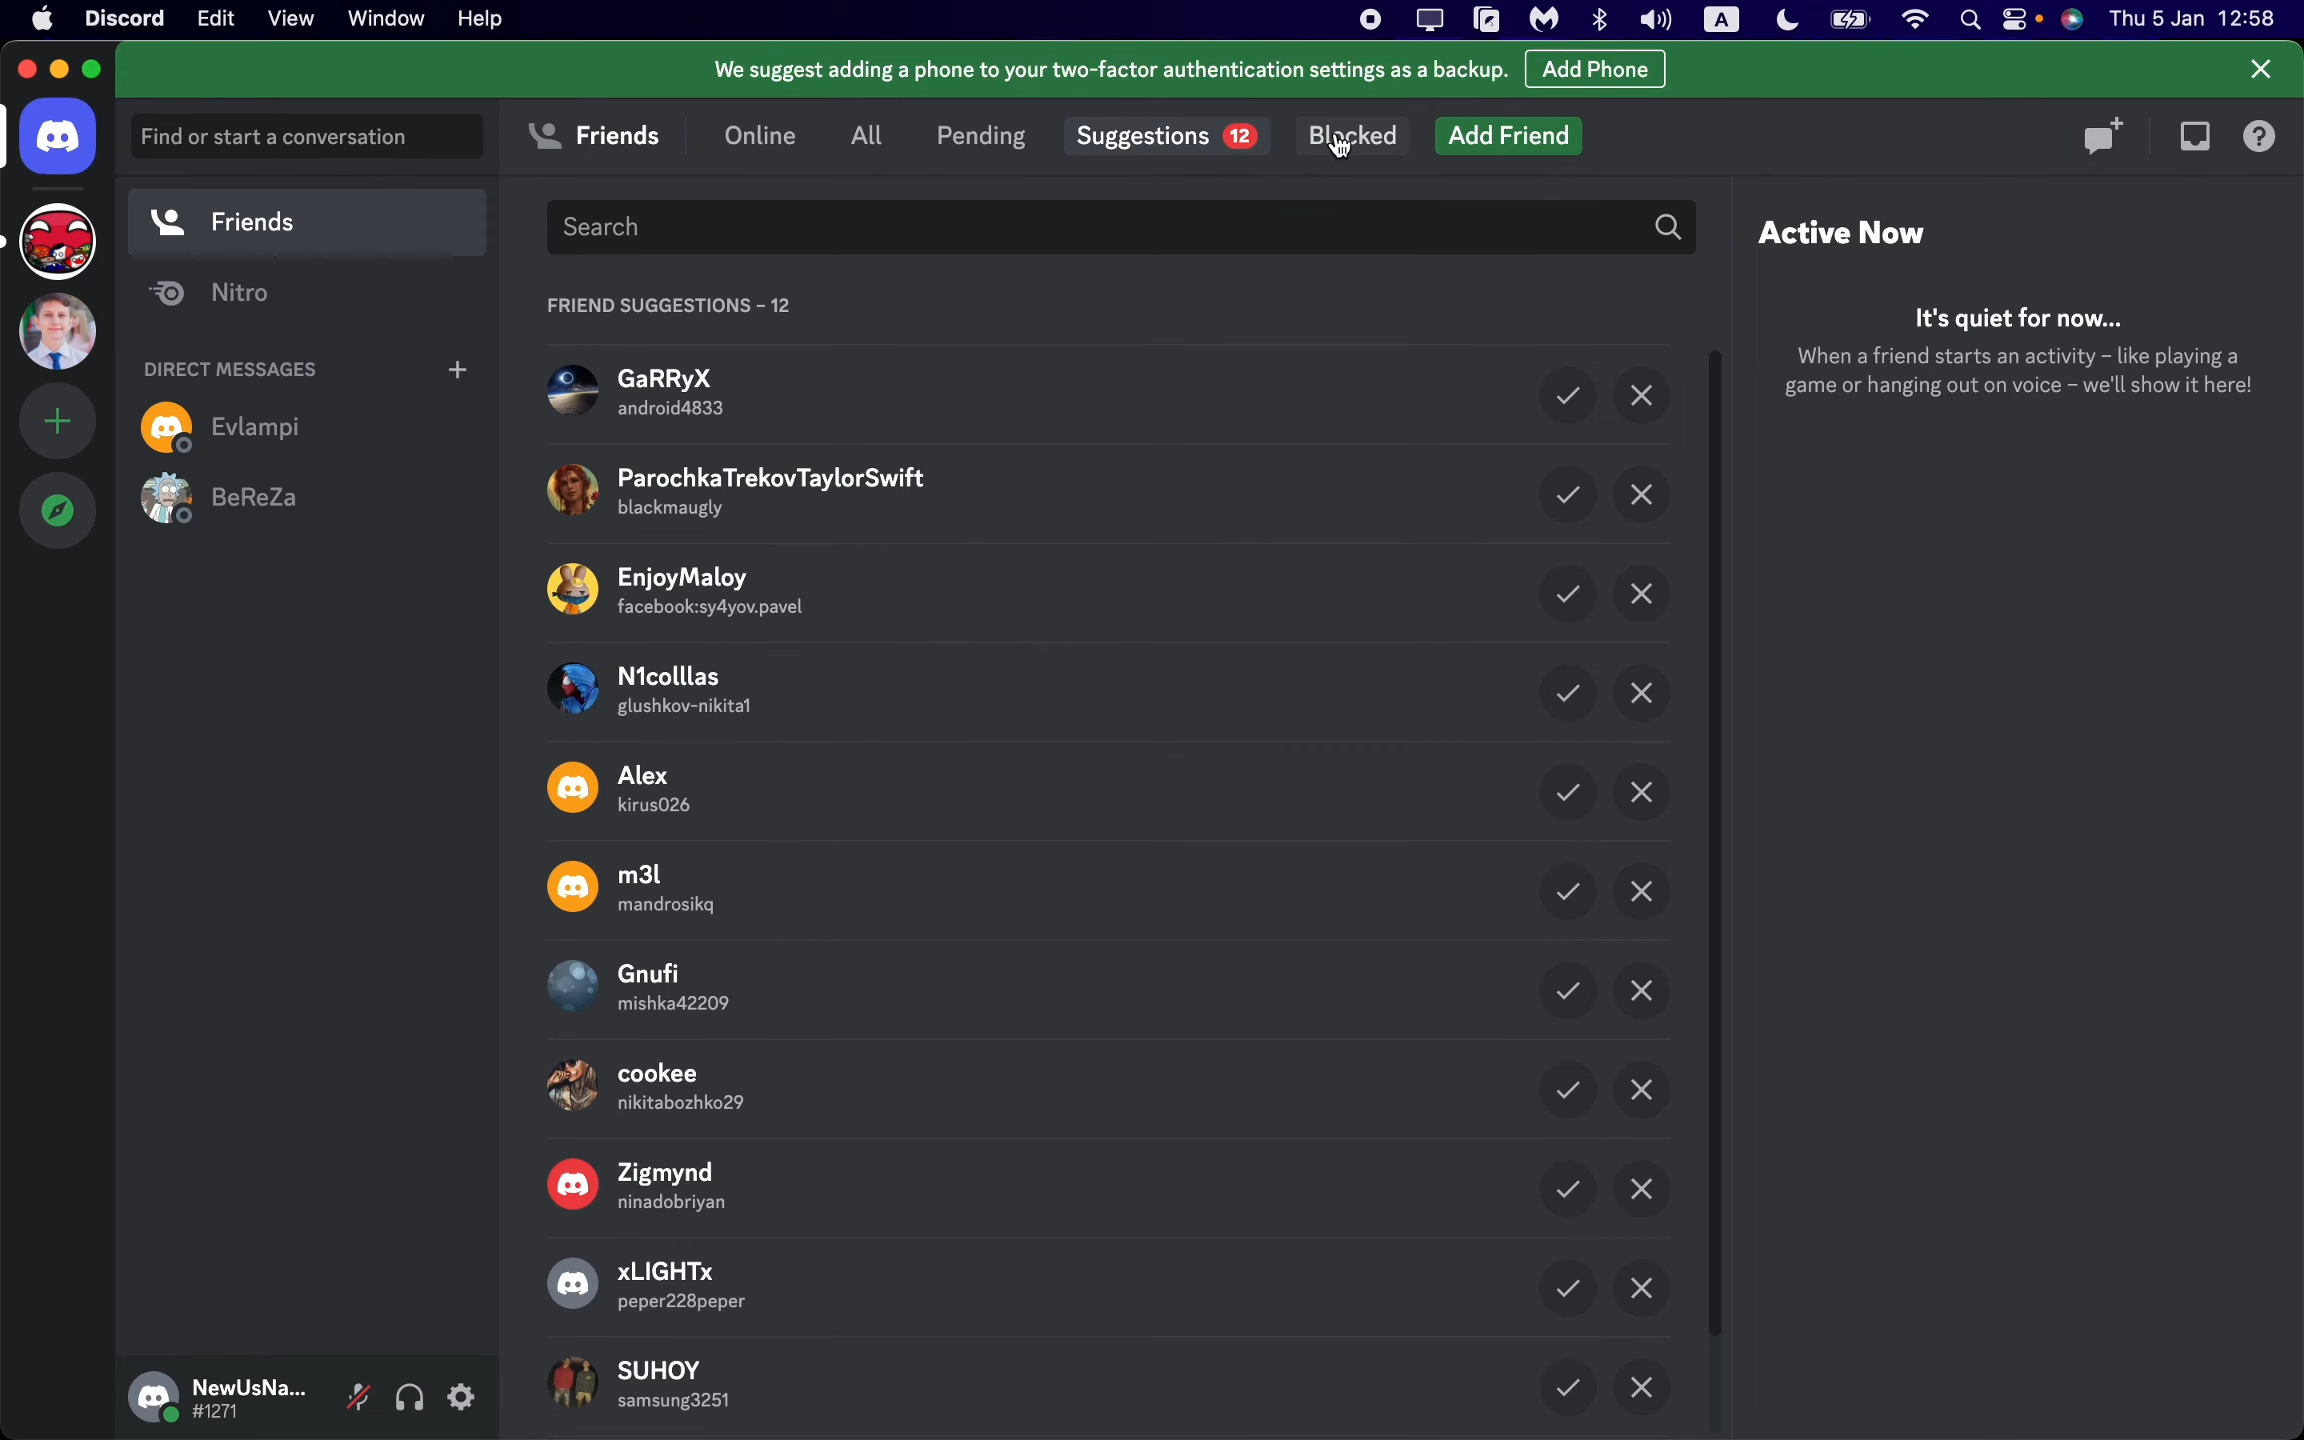 Discord Edit View Window Help
A
Thu 5 Jan 12:58
We suggest adding a phone to your two-factor authentication settings as a backup. Add Phone
Find or start a conversation
Friends Online All Pending Suggestions 12 Blocked Add Friend
Friends
Nitro
DIRECT MESSAGES
Evlampi
BeReZa
NewUsNa...
#1271
Search
FRIEND SUGGESTIONS – 12
GaRRyX
android4833
ParochkaTrekovTaylorSwift
blackmaugly
EnjoyMaloy
facebook:sy4yov.pavel
N1colllas
glushkov-nikita1
Alex
kirus026
m3l
mandrosikq
Gnufi
mishka42209
cookee
nikitabozhko29
Zigmynd
ninadobriyan
xLIGHTx
peper228peper
SUHOY
samsung3251
Active Now
It's quiet for now...
When a friend starts an activity – like playing a
game or hanging out on voice – we'll show it here!